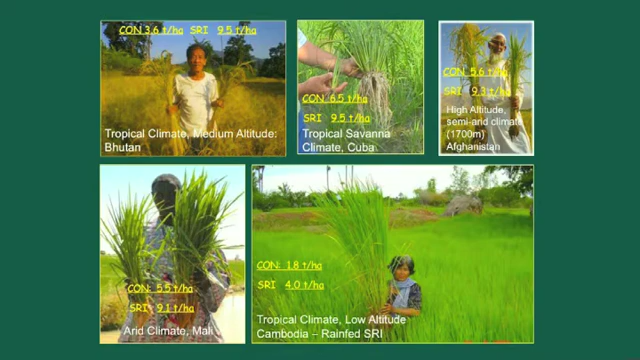 CON 3.6 t/ha SRI 9.5 t/ha
Tropical Climate, Medium Altitude:
Bhutan
CON: 6.5 t/ha
SRI 9.5 t/ha
Tropical Savanna
Climate, Cuba
CON 5.6 t/ha
SRI 9.3 t/ha
High Altitude,
semi-arid climate
(1700m)
Afghanistan
CON: 5.5 t/ha
SRI: 9.1 t/ha
Arid Climate, Mali
CON: 1.8 t/ha
SRI 4.0 t/ha
Tropical Climate, Low Altitude
Cambodia – Rainfed SRI